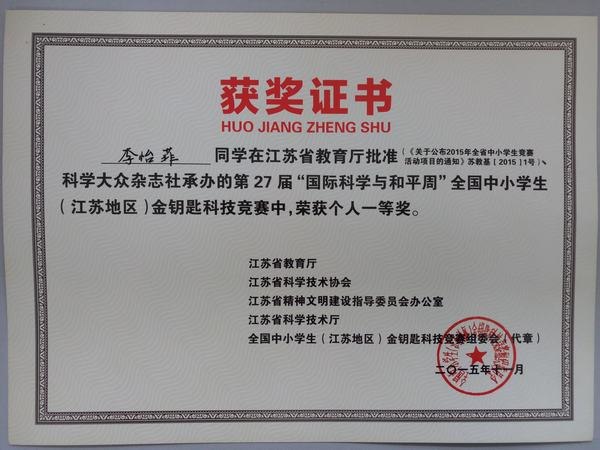 获奖证书
HUO JIANG ZHENG SHU
李怡菲 同学在江苏省教育厅批准(《关于公布2015年全省中小学生竞赛
活动项目的通知》苏教基[2015]1号)、
科学大众杂志社承办的第27届“国际科学与和平周”全国中小学生
(江苏地区)金钥匙科技竞赛中,荣获个人一等奖。
江苏省教育厅
江苏省科学技术协会
江苏省精神文明建设指导委员会办公室
江苏省科学技术厅
全国中小学生(江苏地区)金钥匙科技竞赛组委会(代章)
二〇一五年十一月